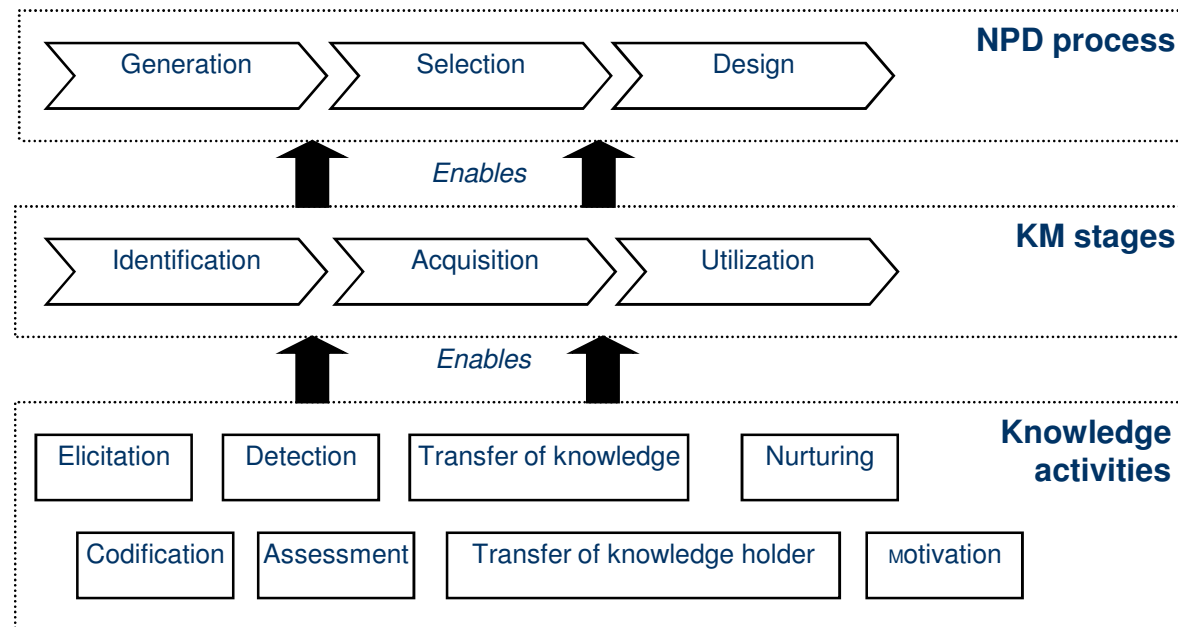 NPD process
Generation
Selection
Design
Enables
KM stages
Identification
Acquisition
Utilization
Enables
Knowledge
activities
Elicitation
Detection
Transfer of knowledge
Nurturing
Codification
Assessment
Transfer of knowledge holder
Motivation